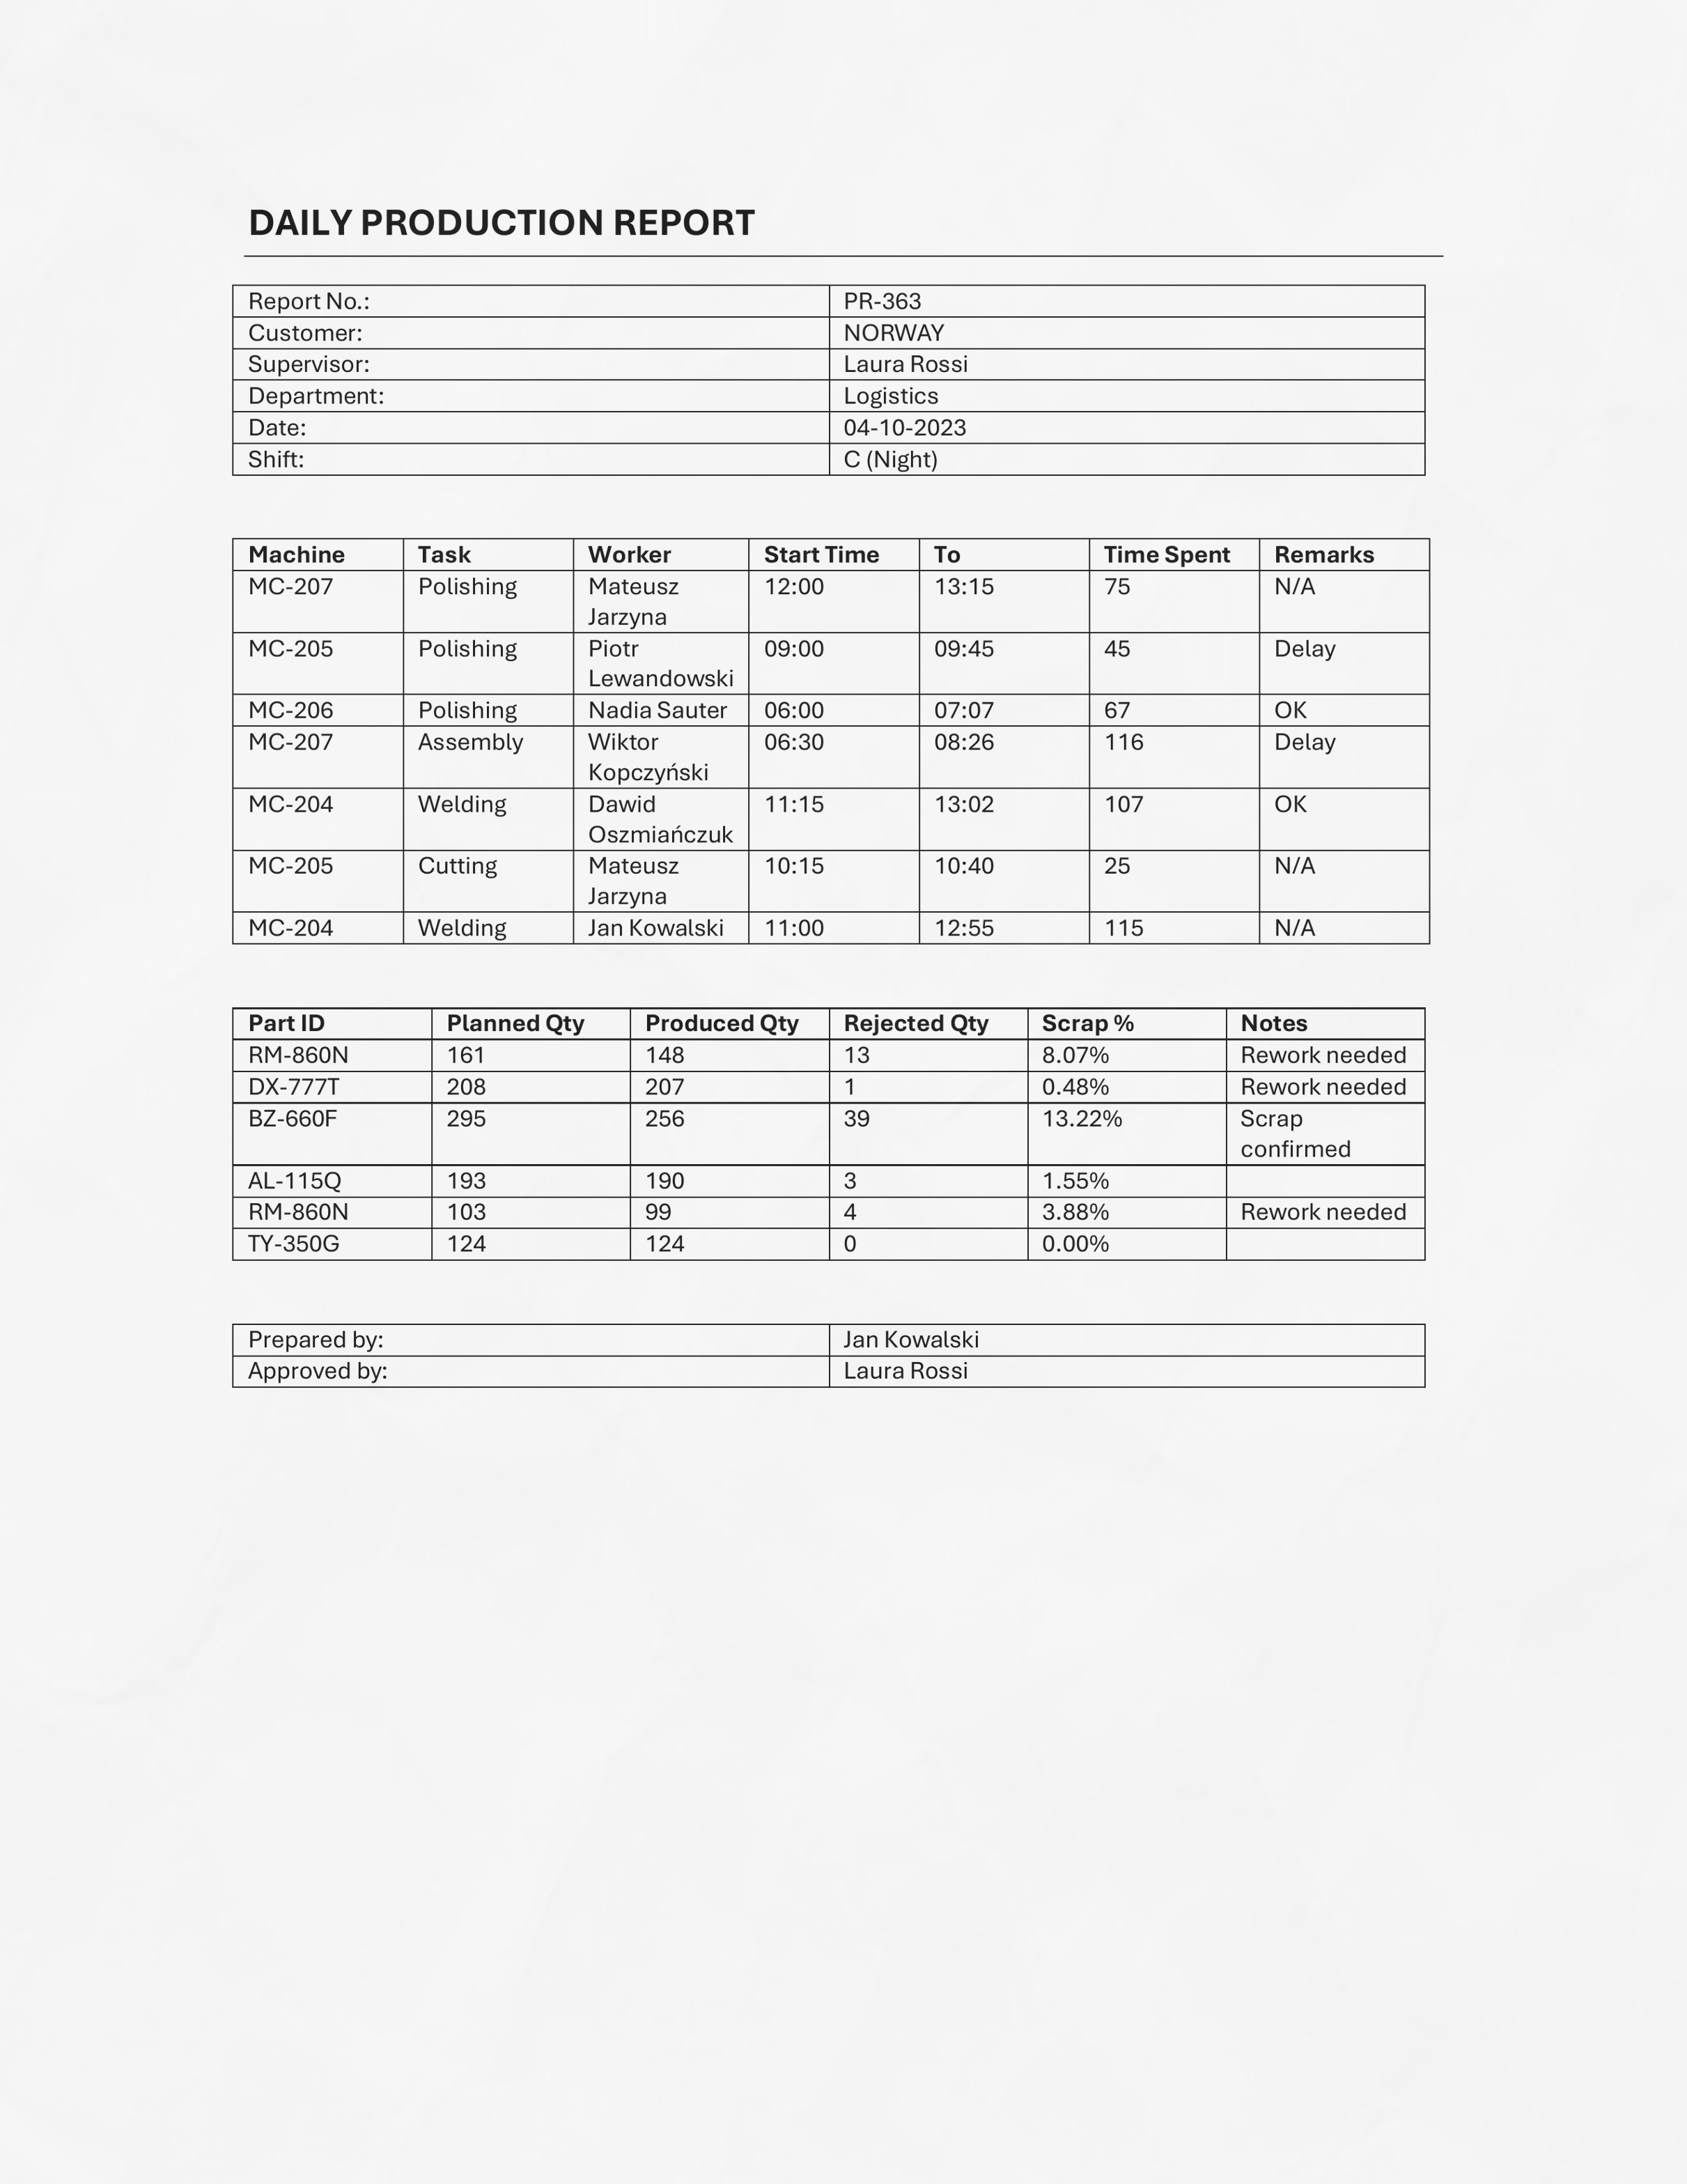 DAILY PRODUCTION REPORT
Report No.: PR-363
Customer: NORWAY
Supervisor: Laura Rossi
Department: Logistics
Date: 04-10-2023
Shift: C (Night)
Machine Task Worker Start Time To Time Spent Remarks
MC-207 Polishing Mateusz 12:00 13:15 75 N/A
Jarzyna
MC-205 Polishing Piotr 09:00 09:45 45 Delay
Lewandowski
MC-206 Polishing Nadia Sauter 06:00 07:07 67 OK
MC-207 Assembly Wiktor 06:30 08:26 116 Delay
Kopczyński
MC-204 Welding Dawid 11:15 13:02 107 OK
Oszmiańczuk
MC-205 Cutting Mateusz 10:15 10:40 25 N/A
Jarzyna
MC-204 Welding Jan Kowalski 11:00 12:55 115 N/A
Part ID Planned Qty Produced Qty Rejected Qty Scrap % Notes
RM-860N 161 148 13 8.07% Rework needed
DX-777T 208 207 1 0.48% Rework needed
BZ-660F 295 256 39 13.22% Scrap
confirmed
AL-115Q 193 190 3 1.55%
RM-860N 103 99 4 3.88% Rework needed
TY-350G 124 124 0 0.00%
Prepared by: Jan Kowalski
Approved by: Laura Rossi